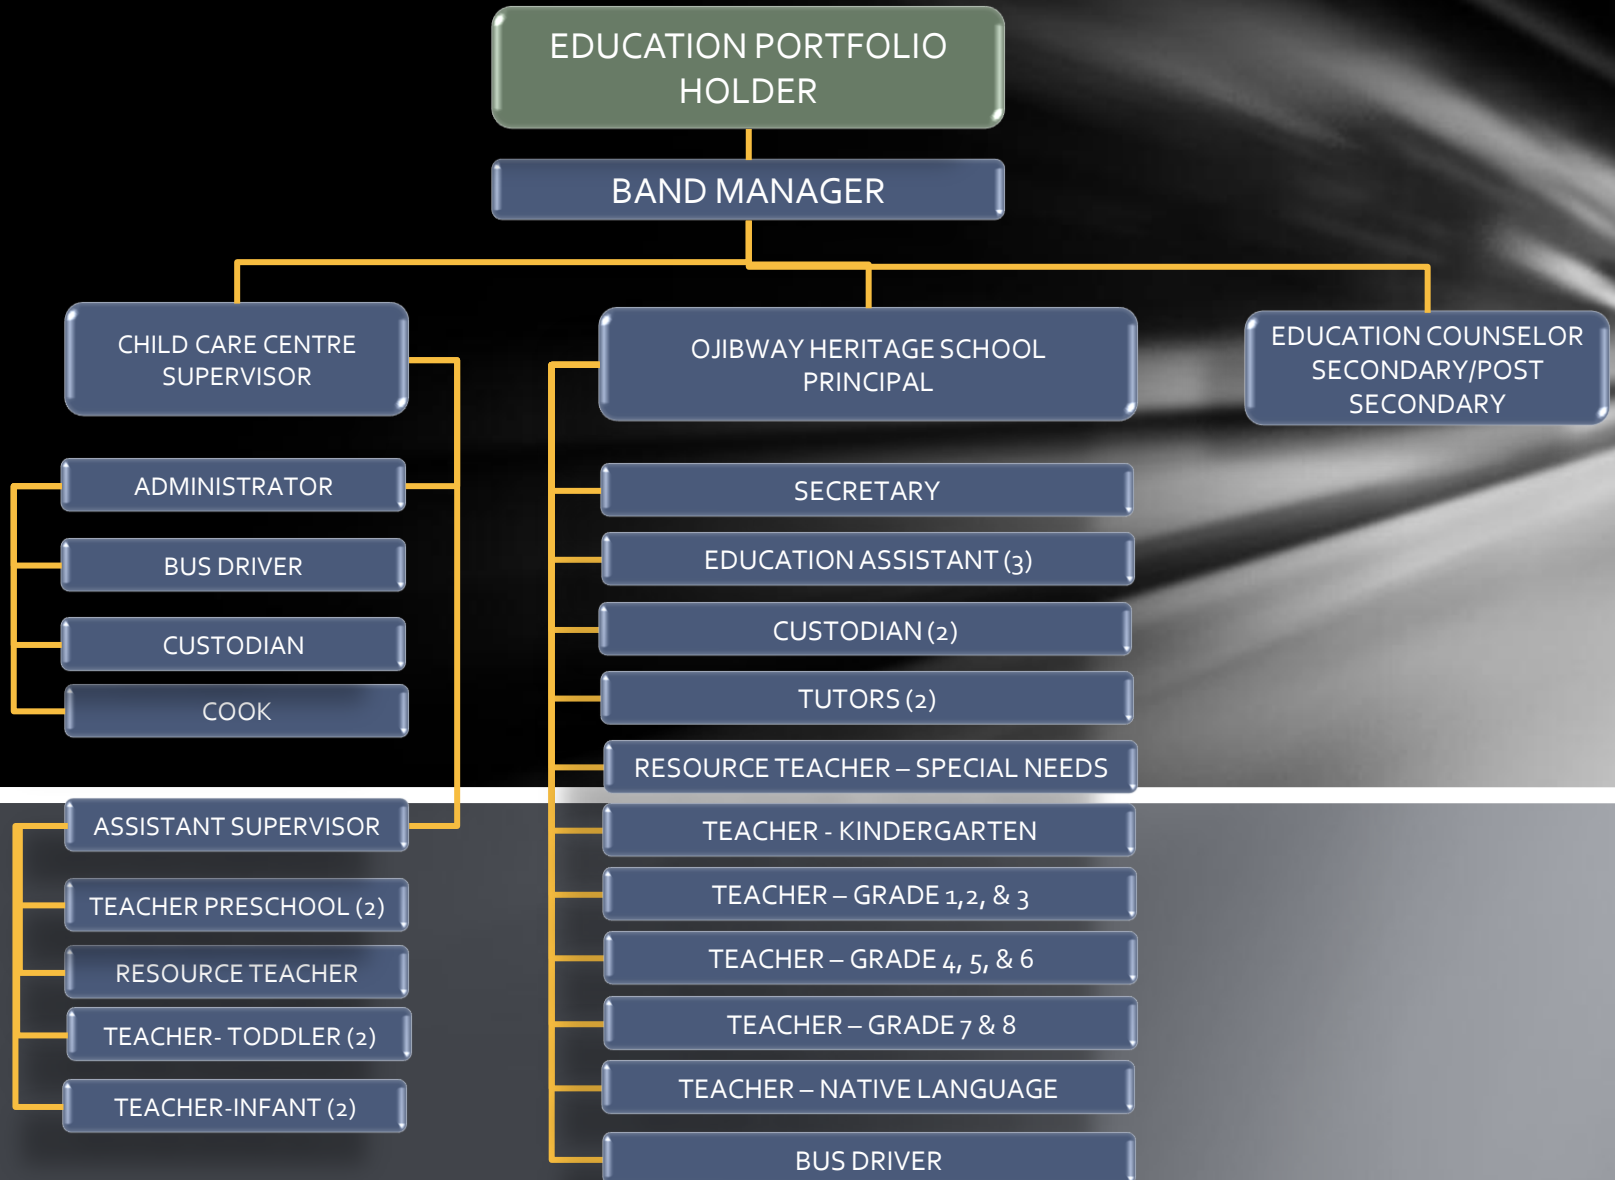 EDUCATION PORTFOLIO
HOLDER
BAND MANAGER
CHILD CARE CENTRE
SUPERVISOR
ADMINISTRATOR
BUS DRIVER
CUSTODIAN
COOK
ASSISTANT SUPERVISOR
TEACHER PRESCHOOL (2)
RESOURCE TEACHER
TEACHER- TODDLER (2)
TEACHER-INFANT (2)
OJIBWAY HERITAGE SCHOOL
PRINCIPAL
SECRETARY
EDUCATION ASSISTANT (3)
CUSTODIAN (2)
TUTORS (2)
RESOURCE TEACHER – SPECIAL NEEDS
TEACHER - KINDERGARTEN
TEACHER – GRADE 1,2, & 3
TEACHER – GRADE 4, 5, & 6
TEACHER – GRADE 7 & 8
TEACHER – NATIVE LANGUAGE
BUS DRIVER
EDUCATION COUNSELOR
SECONDARY/POST
SECONDARY